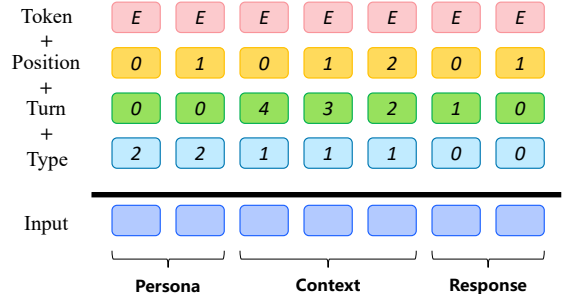 Token E E E E E E E
+
Position 0 1 0 1 2 0 1
+
Turn 0 0 4 3 2 1 0
+
Type 2 2 1 1 1 0 0
Input
Persona Context Response